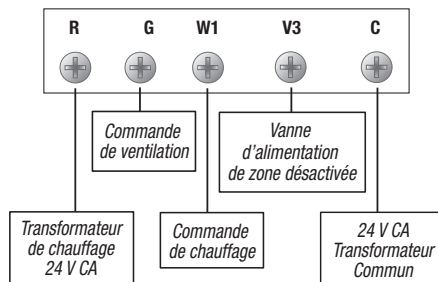 R G W1 V3 C
Commande
de ventilation
Vanne
d'alimentation
de zone désactivée
Transformateur
de chauffage
24 V CA
Commande
de chauffage
24 V CA
Transformateur
Commun